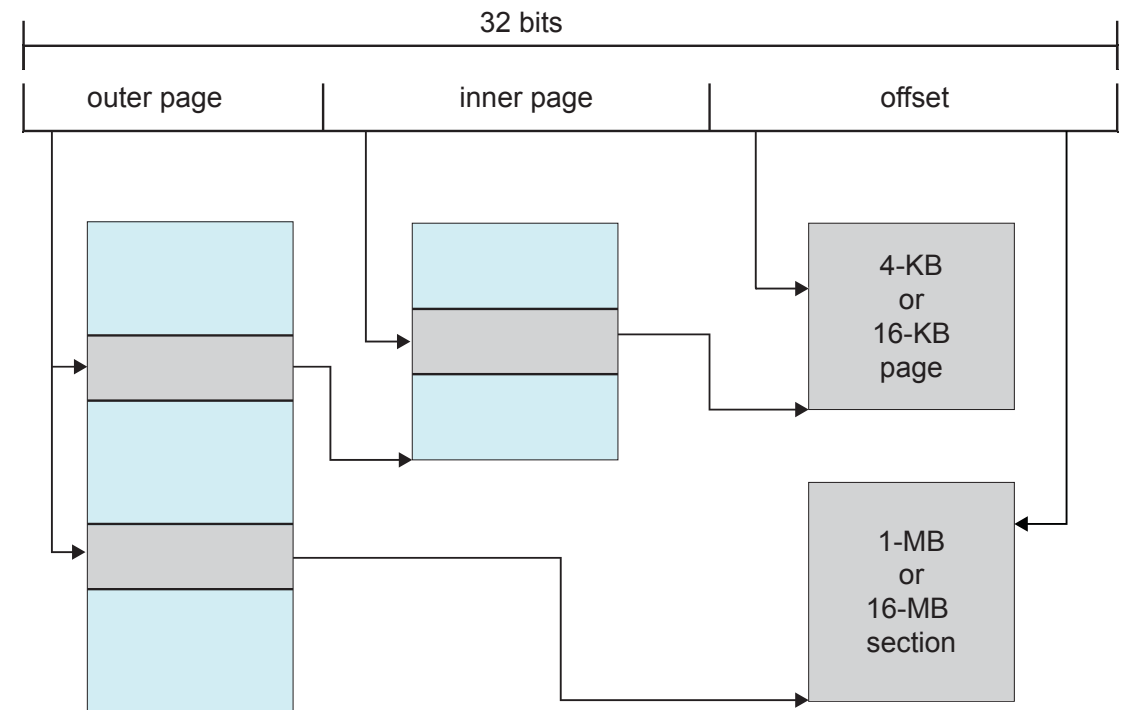 32 bits
outer page
inner page
offset
4-KB
or
16-KB
page
1-MB
or
16-MB
section